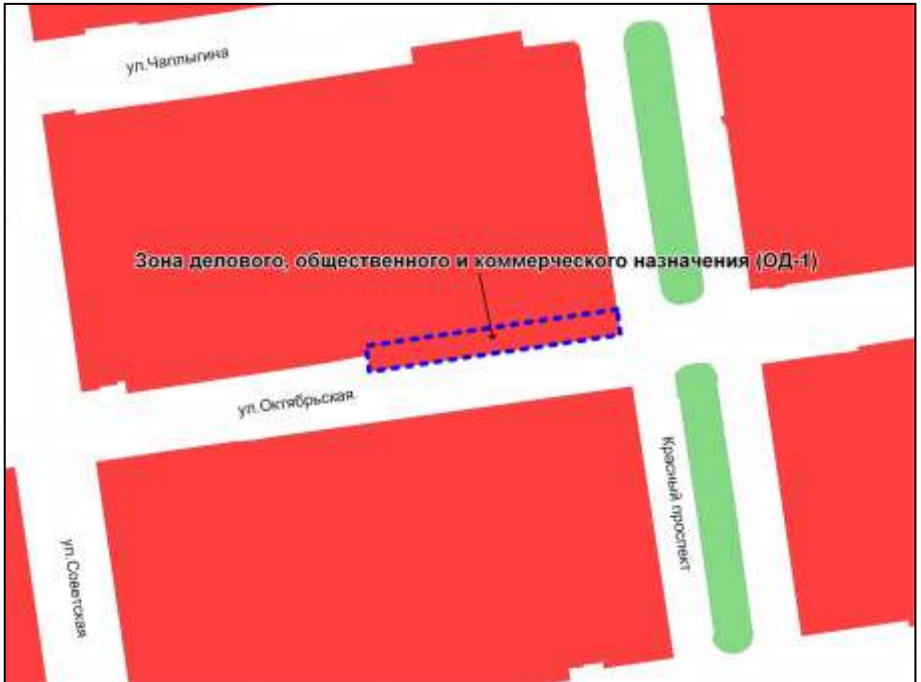 ул.Чаплыгина
Зона делового, общественного и коммерческого назначения (ОД-1)
ул.Октябрьская
Красный проспект
ул.Советская